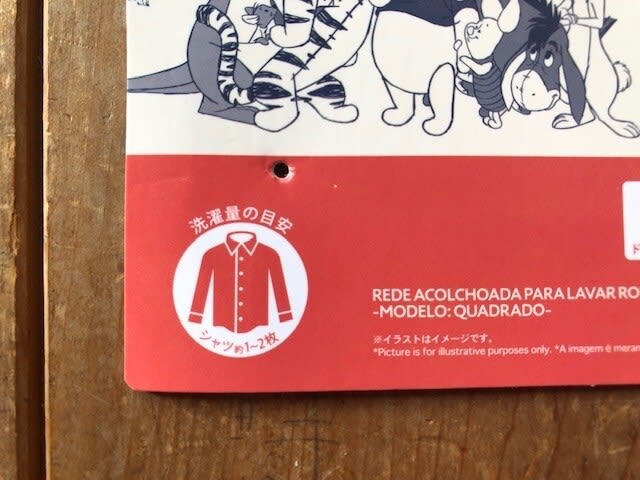 洗濯量の目安
シャツ約1~2枚
REDE ACOLCHOADA PARA LAVAR RO
-MODELO: QUADRADO-
※イラストはイメージです。
*Picture is for illustrative purposes only. *A imagem é meram
ド